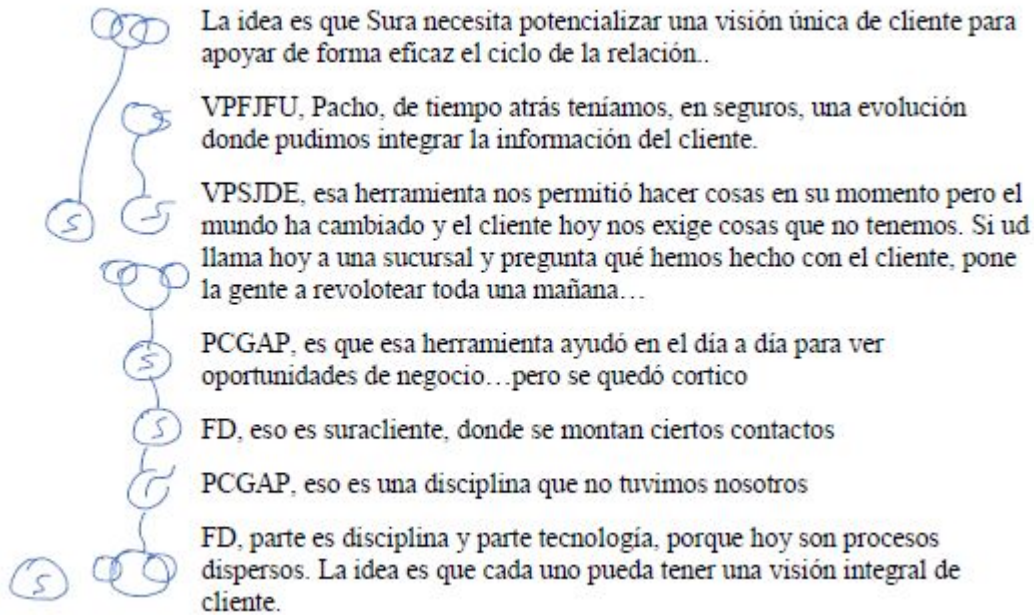 La idea es que Sura necesita potencializar una visión única de cliente para
apoyar de forma eficaz el ciclo de la relación..
VPFJFU, Pacho, de tiempo atrás teníamos, en seguros, una evolución
donde pudimos integrar la información del cliente.
VPSJDE, esa herramienta nos permitió hacer cosas en su momento pero el
mundo ha cambiado y el cliente hoy nos exige cosas que no tenemos. Si ud
llama hoy a una sucursal y pregunta qué hemos hecho con el cliente, pone
la gente a revolotear toda una mañana…
PCGAP, es que esa herramienta ayudó en el día a día para ver
oportunidades de negocio…pero se quedó cortico
FD, eso es suracliente, donde se montan ciertos contactos
PCGAP, eso es una disciplina que no tuvimos nosotros
FD, parte es disciplina y parte tecnología, porque hoy son procesos
dispersos. La idea es que cada uno pueda tener una visión integral de
cliente.